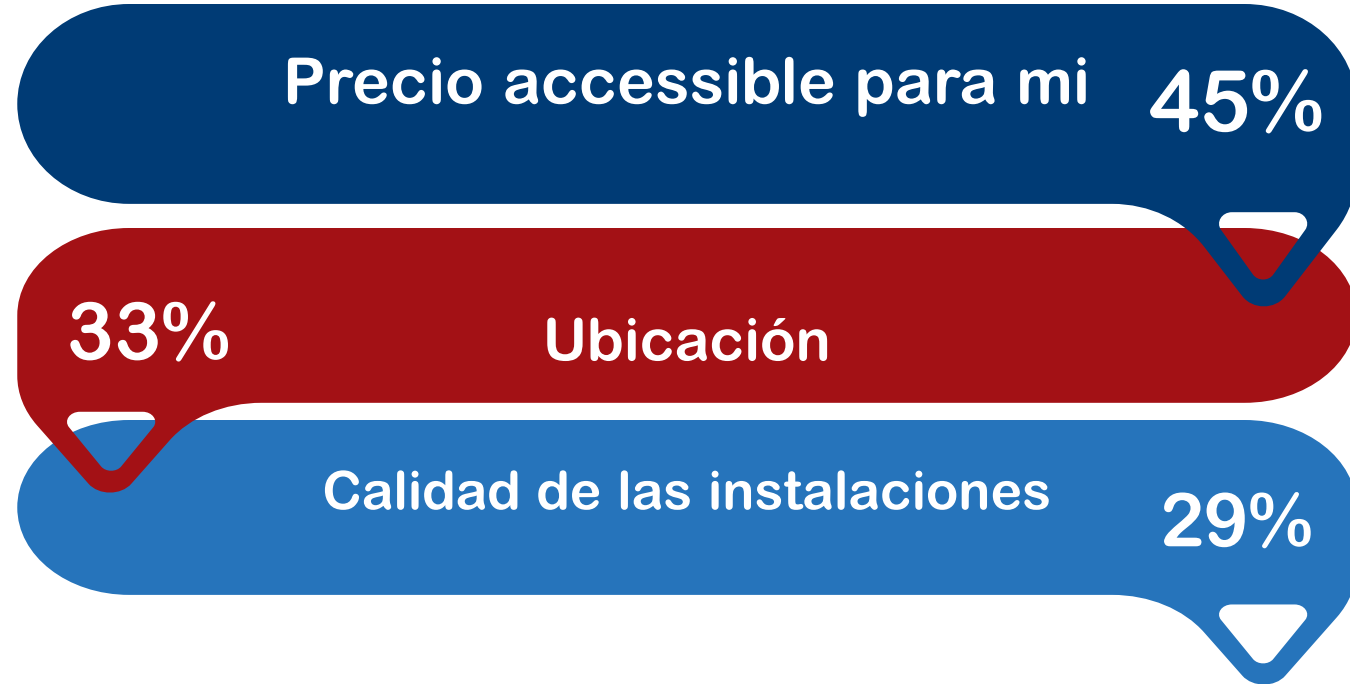 Precio accessible para mi 45%
33% Ubicación
Calidad de las instalaciones 29%